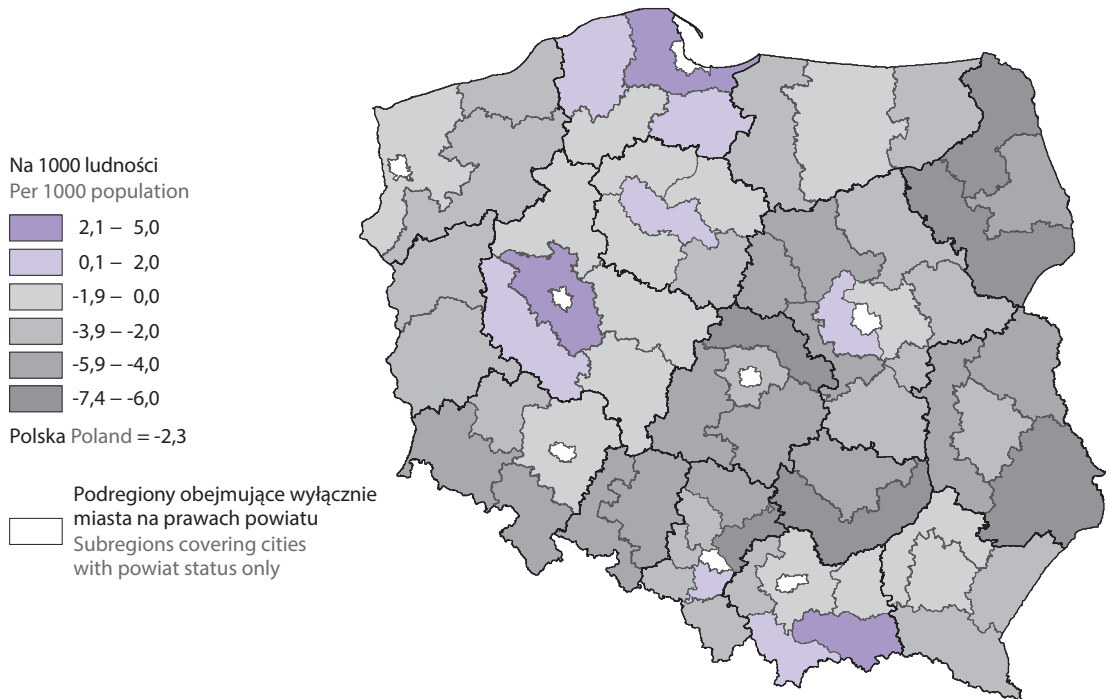 Na 1000 ludności
Per 1000 population
2,1 – 5,0
0,1 – 2,0
-1,9 – 0,0
-3,9 – -2,0
-5,9 – -4,0
-7,4 – -6,0
Polska Poland = -2,3
Podregiony obejmujące wyłącznie
miasta na prawach powiatu
Subregions covering cities
with powiat status only